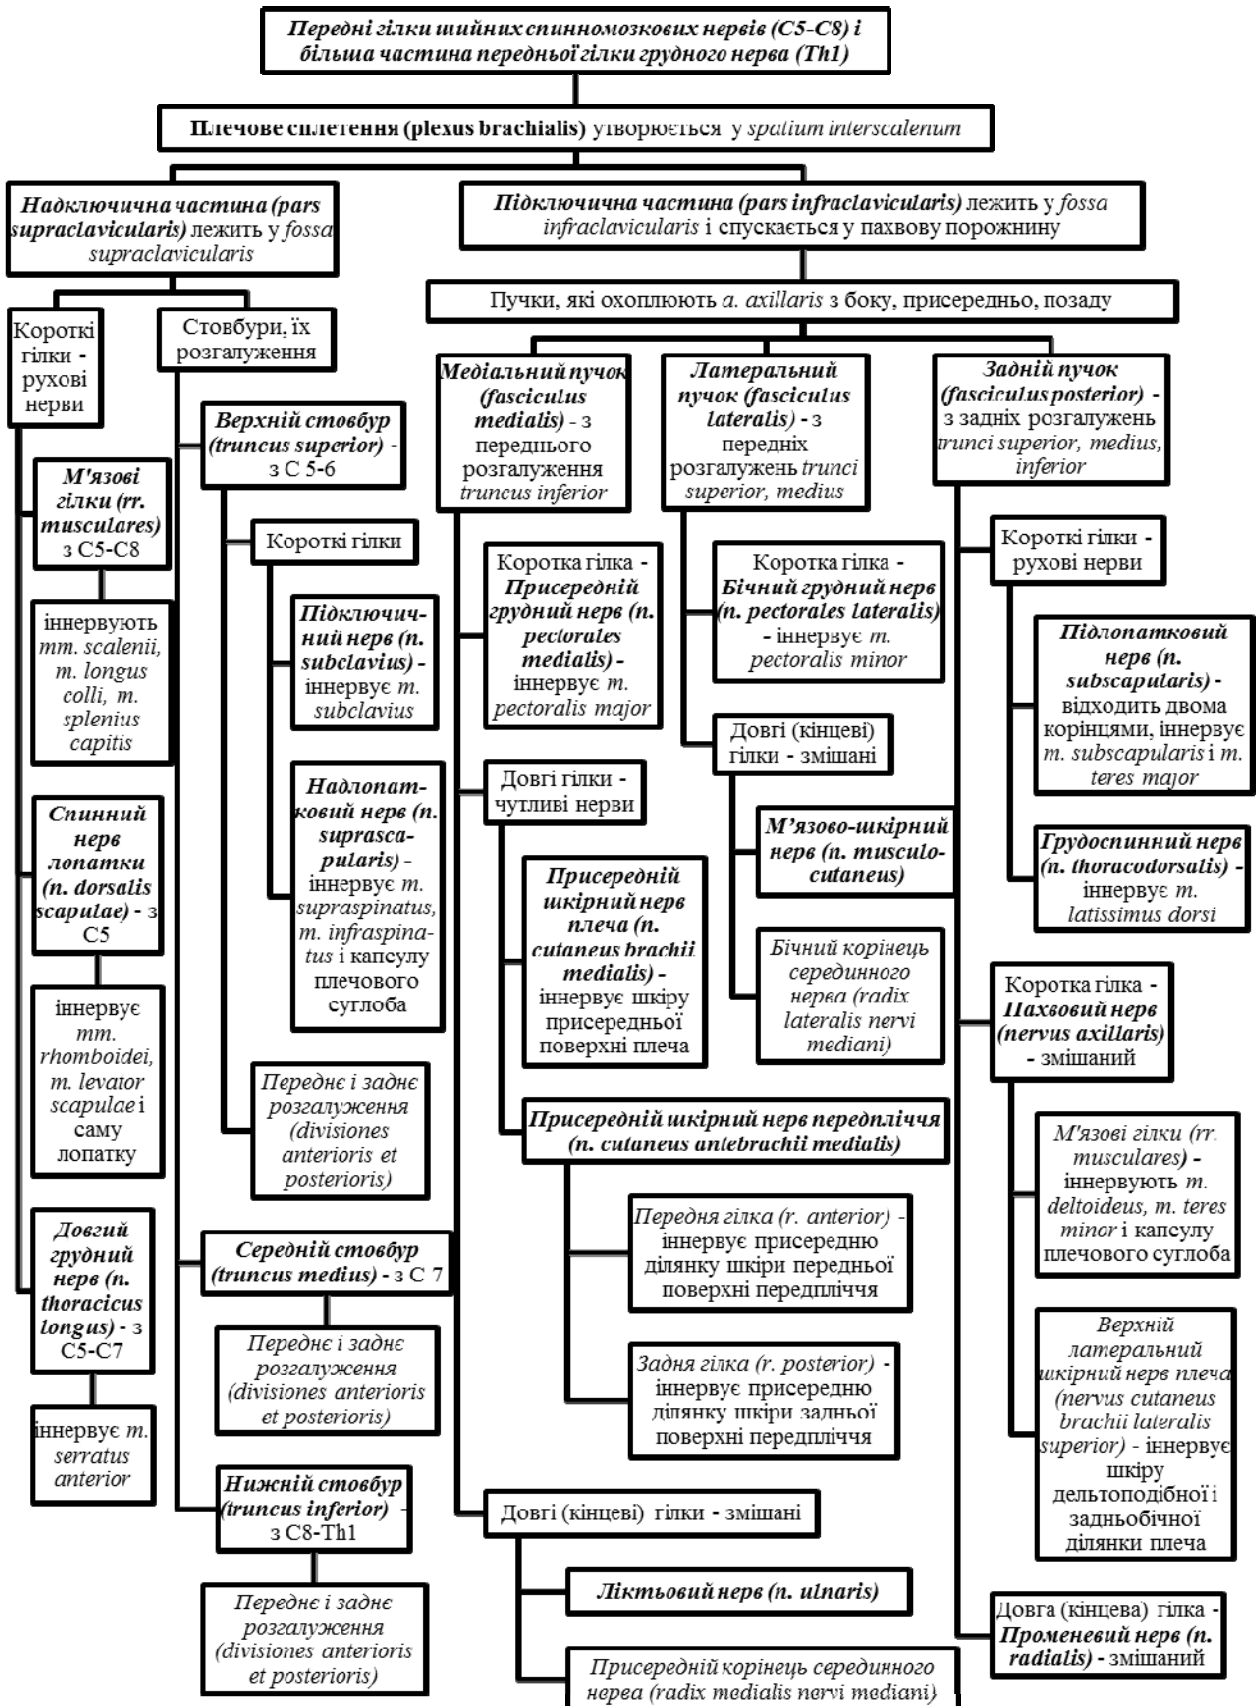 Передні гілки шийних спинномозкових нервів (C5-C8) і
більша частина передньої гілки грудного нерва (Th1)
Плечове сплетення (plexus brachialis) утворюється у spatium interscalenum
Надключична частина (pars
supraclavicularis) лежить у fossa
supraclavicularis
Підключична частина (pars infraclavicularis) лежить у fossa
infraclavicularis і спускається у пахвову порожнину
Пучки, які охоплюють a. axillaris з боку, присередньо, позаду
Короткі
гілки -
рухові
нерви
Стовбури, їх
розгалуження
М'язові
гілки (rr.
musculares)
з C5-C8
іннервують
mm. scalenii,
m. longus
colli, m.
splenius
capitis
Спинний
нерв
лопатки
(n. dorsalis
scapulae) - з
C5
іннервує
mm.
rhomboidei,
m. levator
scapulae і
саму
лопатку
Довгий
грудний
нерв (n.
thoracicus
longus) - з
C5-C7
іннервує m.
serratus
anterior
Верхній стовбур
(truncus superior) -
з C 5-6
Короткі гілки
Підключич-
ний нерв (n.
subclavius) -
іннервує m.
subclavius
Надлопат-
ковий нерв (n.
suprasca-
pularis) -
іннервує m.
supraspinatus,
m. infraspina-
tus і капсулу
плечового
суглоба
Переднє і заднє
розгалуження
(divisiones
anterioris et
posterioris)
Середній стовбур
(truncus medius) - з C 7
Переднє і заднє
розгалуження
(divisiones anterioris
et posterioris)
Нижній стовбур
(truncus inferior) -
з C8-Th1
Переднє і заднє
розгалуження
(divisiones anterioris
et posterioris)
Медіальний пучок
(fasciculus
medialis) - з
переднього
розгалуження
truncus inferior
Коротка гілка -
Присередній
грудний нерв (n.
pectorales
medialis) -
іннервує m.
pectoralis major
Довгі гілки -
чутливі нерви
Присередній
шкірний нерв
плеча (n.
cutaneus brachii
medialis) -
іннервує шкіру
присередньої
поверхні плеча
Присередній шкірний нерв передпліччя
(n. cutaneus antebrachii medialis)
Передня гілка (r. anterior) -
іннервує присередню
ділянку шкіри передньої
поверхні передпліччя
Задня гілка (r. posterior) -
іннервує присередню
ділянку шкіри задньої
поверхні передпліччя
Довгі (кінцеві) гілки - змішані
Ліктьовий нерв (n. ulnaris)
Присередній корінець серединного
нерва (radix medialis nervi mediani)
Латеральний
пучок (fasciculus
lateralis) - з
передніх
розгалужень trunci
superior, medius
Коротка гілка -
Бічний грудний нерв
(n. pectorales lateralis)
- іннервує m.
pectoralis minor
Довгі (кінцеві)
гілки - змішані
М’язово-шкірний
нерв (n. musculo-
cutaneus)
Бічний корінець
серединного
нерва (radix
lateralis nervi
mediani)
Задній пучок
(fasciculus posterior) -
з задніх розгалужень
trunci superior, medius,
inferior
Короткі гілки -
рухові нерви
Підлопатковий
нерв (n.
subscapularis) -
відходить двома
корінцями, іннервує
m. subscapularis і m.
teres major
Грудоспинний нерв
(n. thoracodorsalis) -
іннервує m.
latissimus dorsi
Коротка гілка -
Пахвовий нерв
(nervus axillaris)
- змішаний
М'язові гілки (rr.
musculares) -
іннервують m.
deltoideus, m. teres
minor і капсулу
плечового суглоба
Верхній
латеральний
шкірний нерв плеча
(nervus cutaneus
brachii lateralis
superior) - іннервує
шкіру
дельтоподібної і
задньобічної
ділянки плеча
Довга (кінцева) гілка -
Променевий нерв (n.
radialis) - змішаний